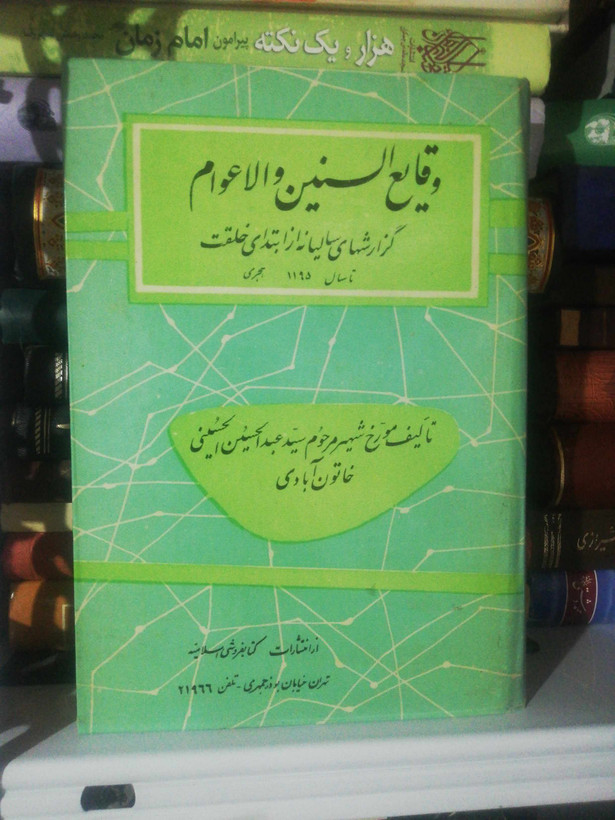 هزار و یک نکته پیرامون امام زمان
وقایع السنین والاعوام
گزارشهای سالیانه از ابتدای خلقت
تا سال ۱۱۹۵ هجری
تألیف مورخ شهیر مرحوم سید عبدالحسین الحسینی
خاتون آبادی
از انتشارات کتابفروشی اسلامیه
تهران خیابان بوذرجمهری - تلفن ۲۱۹۶۶
شیرازی